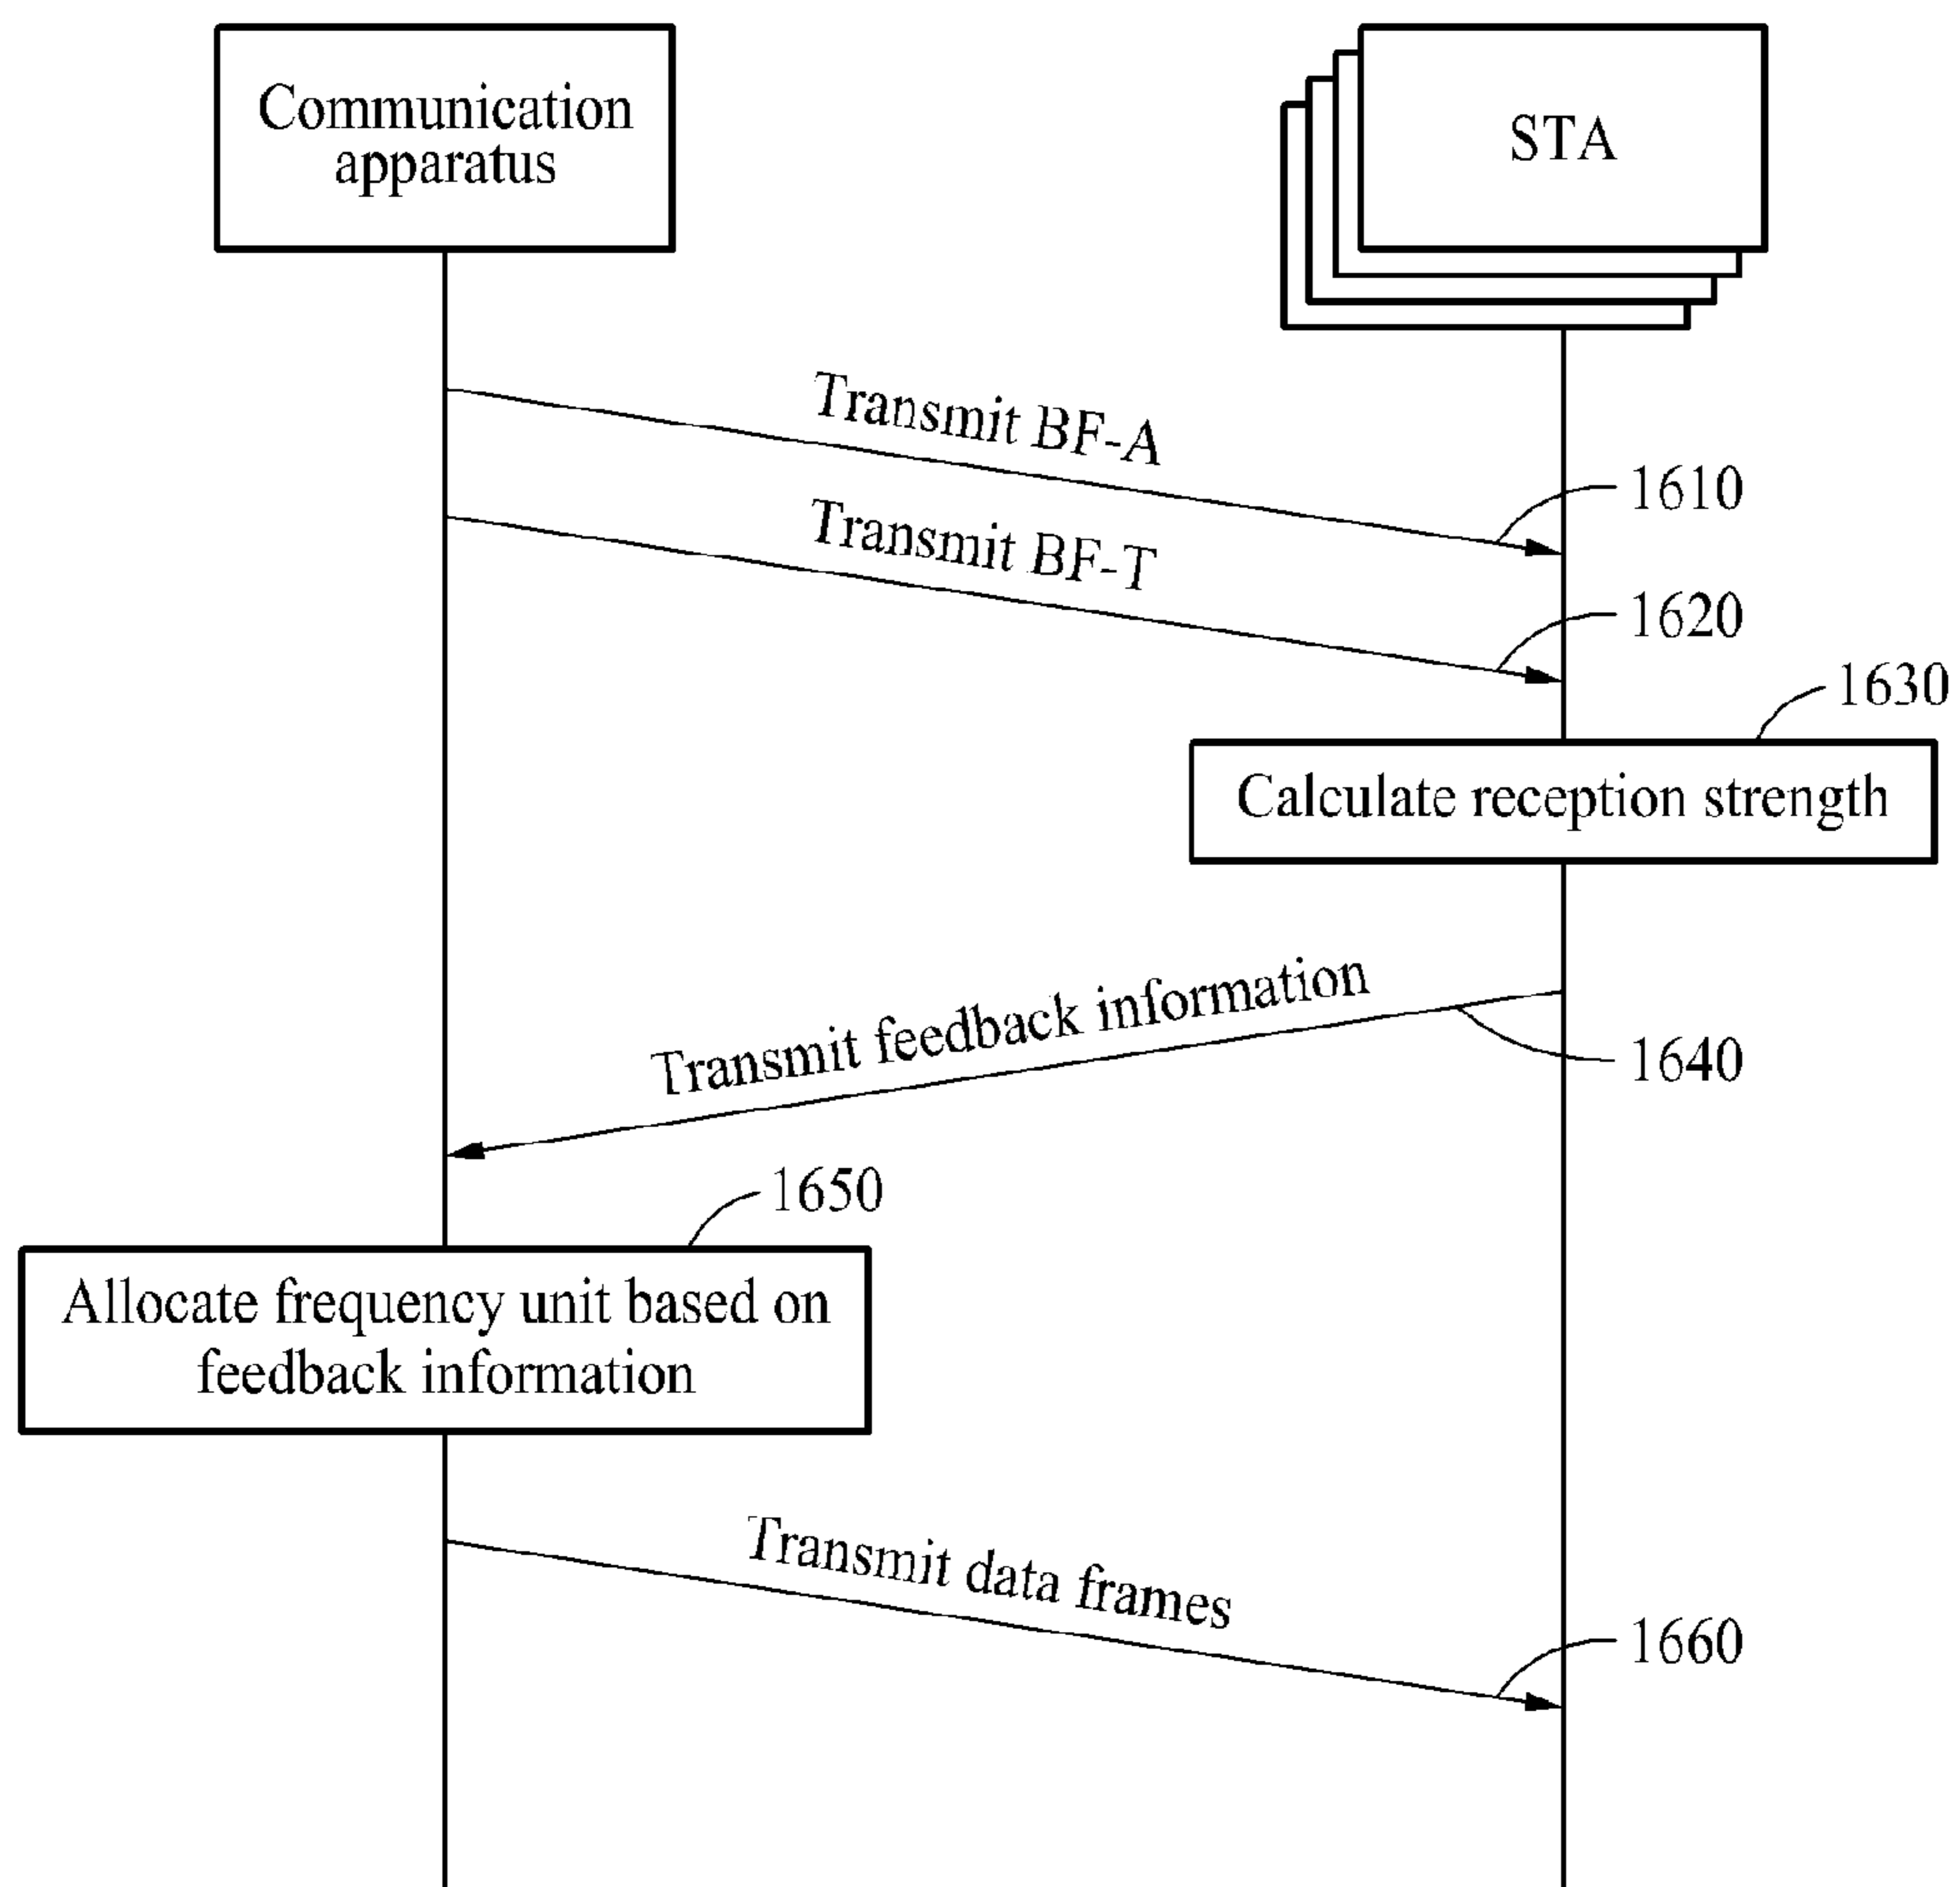 Communication
apparatus
STA
Transmit BF-A
1610
Transmit BF-T
1620
1630
Calculate reception strength
Transmit feedback information
1640
1650
Allocate frequency unit based on
feedback information
Transmit data frames
1660